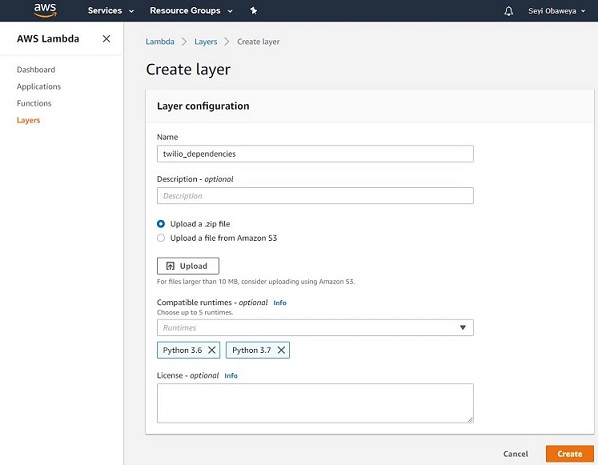 aws Services Resource Groups Seyi Obaweya
AWS Lambda
Dashboard
Applications
Functions
Layers
Lambda > Layers > Create layer
Create layer
Layer configuration
Name
twilio_dependencies
Description - optional
Description
Upload a .zip file
Upload a file from Amazon S3
Upload
For files larger than 10 MB, consider uploading using Amazon S3.
Compatible runtimes - optional Info
Choose up to 5 runtimes.
Runtimes
Python 3.6 Python 3.7
License - optional Info
Cancel Create